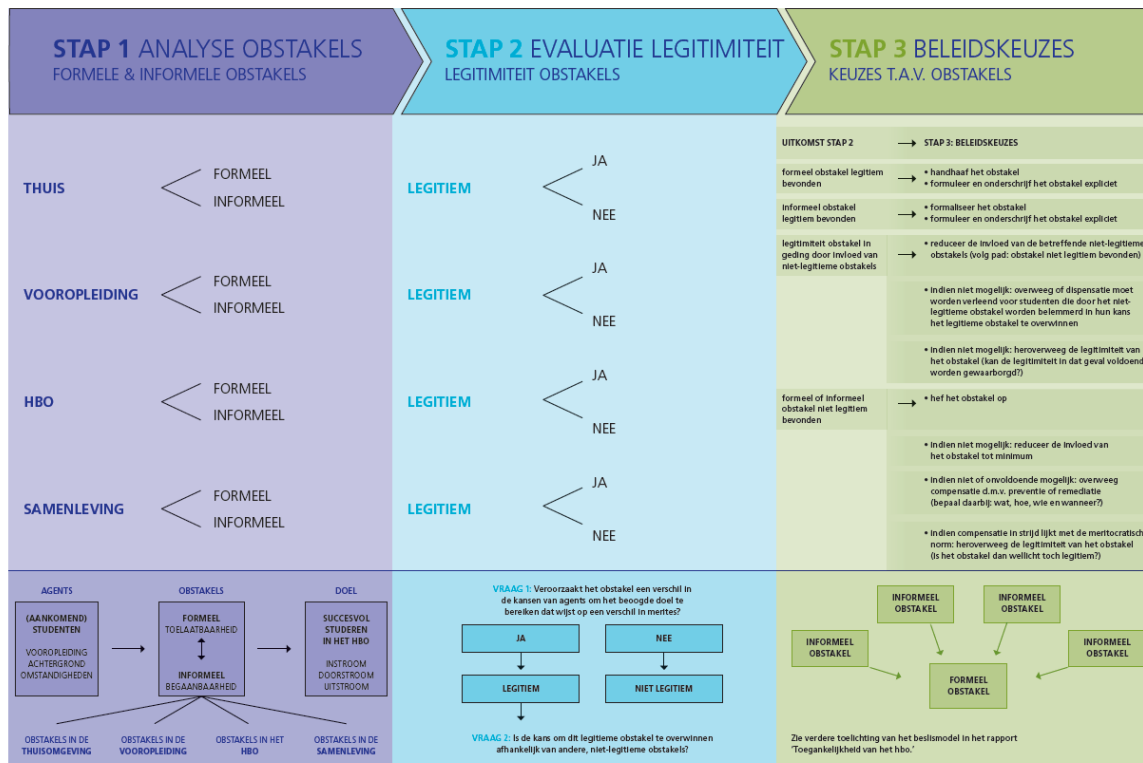 STAP 1 ANALYSE OBSTAKELS
FORMELE & INFORMELE OBSTAKELS
THUIS
FORMEEL
INFORMEEL
VOOROPLEIDING
FORMEEL
INFORMEEL
HBO
FORMEEL
INFORMEEL
SAMENLEVING
FORMEEL
INFORMEEL
AGENTS
(AANKOMEND)
STUDENTEN
VOOROPLEIDING
ACHTERGROND
OMSTANDIGHEDEN
OBSTAKELS
FORMEEL
TOELAATBAARHEID
INFORMEEL
BEGAANBAARHEID
DOEL
SUCCESVOL
STUDEREN
IN HET HBO
INSTROOM
DOORSTROOM
UITSTROOM
OBSTAKELS IN DE
THUISOMGEVING
OBSTAKELS IN DE
VOOROPLEIDING
OBSTAKELS IN HET
HBO
OBSTAKELS IN DE
SAMENLEVING
STAP 2 EVALUATIE LEGITIMITEIT
LEGITIMITEIT OBSTAKELS
LEGITIEM
JA
NEE
LEGITIEM
JA
NEE
LEGITIEM
JA
NEE
LEGITIEM
JA
NEE
VRAAG 1: Veroorzaakt het obstakel een verschil in
de kansen van agents om het beoogde doel te
bereiken dat wijst op een verschil in merites?
JA
NEE
LEGITIEM
NIET LEGITIEM
VRAAG 2: Is de kans om dit legitieme obstakel te overwinnen
afhankelijk van andere, niet-legitieme obstakels?
STAP 3 BELEIDSKEUZES
KEUZES T.A.V. OBSTAKELS
UITKOMST STAP 2
STAP 3: BELEIDSKEUZES
formeel obstakel legitiem
bevonden
• handhaaf het obstakel
• formuleer en onderschrijf het obstakel expliciet
informeel obstakel
legitiem bevonden
• formaliseer het obstakel
• formuleer en onderschrijf het obstakel expliciet
legitimiteit obstakel in
geding door invloed van
niet-legitieme obstakels
• reduceer de invloed van de betreffende niet-legitieme
obstakels (volg pad: obstakel niet legitiem bevonden)
• indien niet mogelijk: overweeg of dispensatie moet
worden verleend voor studenten die door het niet-
legitieme obstakel worden belemmerd in hun kans
het legitieme obstakel te overwinnen
• indien niet mogelijk: heroverweeg de legitimiteit van
het obstakel (kan de legitimiteit in dat geval voldoend
worden gewaarborgd?)
formeel of informeel
obstakel niet legitiem
bevonden
• hef het obstakel op
• indien niet mogelijk: reduceer de invloed van
het obstakel tot minimum
• indien niet of onvoldoende mogelijk: overweeg
compensatie d.m.v. preventie of remediatie
(bepaal daarbij: wat, hoe, wie en wanneer?)
• indien compensatie in strijd lijkt met de meritocratisch
norm: heroverweeg de legitimiteit van het obstakel
(is het obstakel dan wellicht toch legitiem?)
INFORMEEL
OBSTAKEL
INFORMEEL
OBSTAKEL
INFORMEEL
OBSTAKEL
INFORMEEL
OBSTAKEL
FORMEEL
OBSTAKEL
Zie verdere toelichting van het beslismodel in het rapport
'Toegankelijkheid van het hbo.'